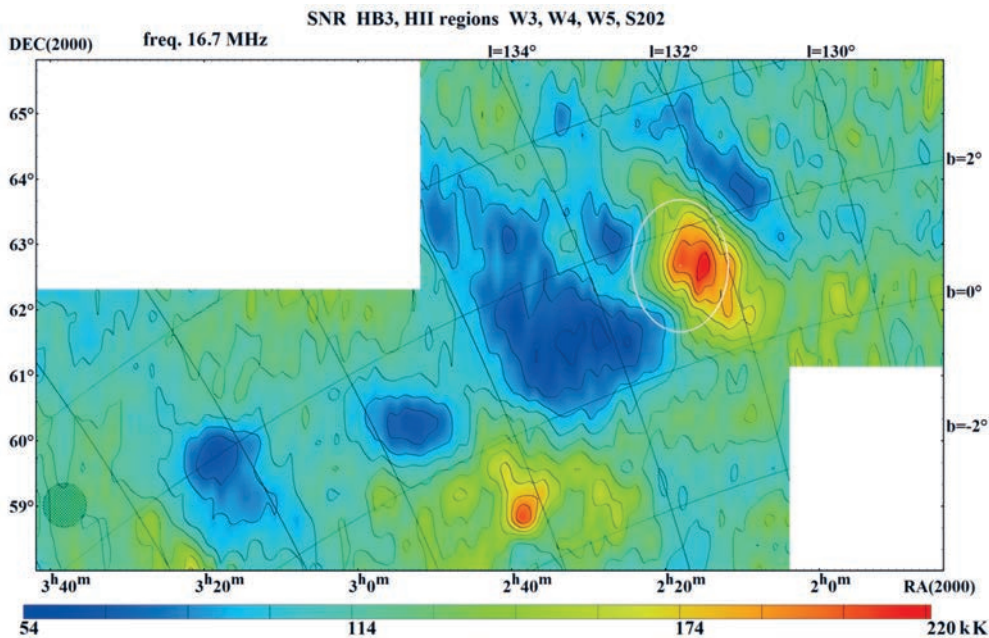 SNR HB3, HII regions W3, W4, W5, S202
DEC(2000)
freq. 16.7 MHz
l=134°
l=132°
l=130°
65°
64°
63°
62°
61°
60°
59°
b=2°
b=0°
b=-2°
3ʰ40ᵐ
3ʰ20ᵐ
3ʰ0ᵐ
2ʰ40ᵐ
2ʰ20ᵐ
2ʰ0ᵐ
RA(2000)
54
114
174
220 kK